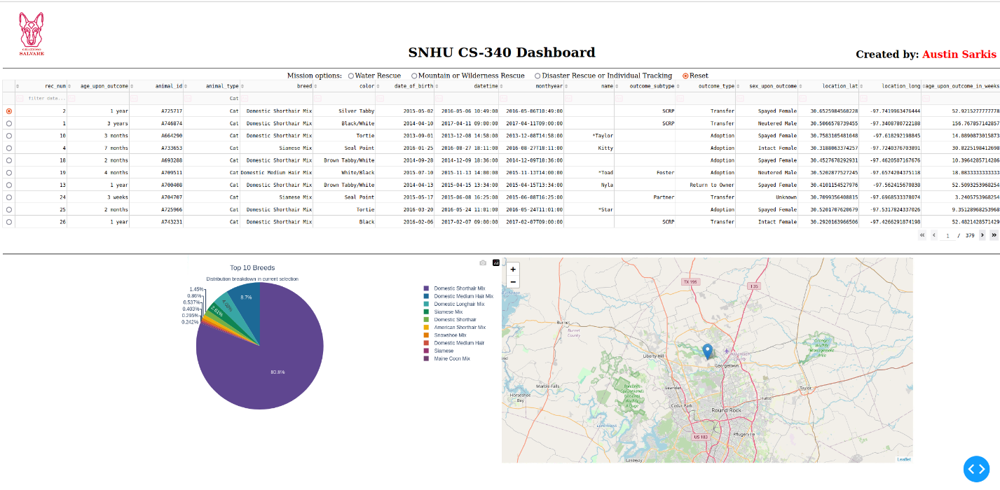 GRAZIOSO
SALVARE
SNHU CS-340 Dashboard
Created by: Austin Sarkis
Mission options: Water Rescue Mountain or Wilderness Rescue Disaster Rescue or Individual Tracking Reset
rec_num age_upon_outcome animal_id animal_type breed color date_of_birth datetime monthyear name outcome_subtype outcome_type sex_upon_outcome location_lat location_long age_upon_outcome_in_weeks
filter data... Cat
2 1 year A725717 Cat Domestic Shorthair Mix Silver Tabby 2015-05-02 2016-05-06 10:49:00 2016-05-06T10:49:00 SCRP Transfer Spayed Female 30.6525984560228 -97.7419963476444 52.9215277777778
1 3 years A746874 Cat Domestic Shorthair Mix Black/White 2014-04-10 2017-04-11 09:00:00 2017-04-11T09:00:00 SCRP Transfer Neutered Male 30.5066578739455 -97.3408780722188 156.767857142857
10 3 months A664290 Cat Domestic Shorthair Mix Tortie 2013-09-01 2013-12-08 14:58:00 2013-12-08T14:58:00 *Taylor Adoption Spayed Female 30.7583105481048 -97.618292198845 14.0890873015873
4 7 months A733653 Cat Siamese Mix Seal Point 2016-01-25 2016-08-27 18:11:00 2016-08-27T18:11:00 Kitty Adoption Intact Female 30.3188063374257 -97.7240376703891 30.8225198412698
18 2 months A693288 Cat Domestic Shorthair Mix Brown Tabby/White 2014-09-28 2014-12-09 18:36:00 2014-12-09T18:36:00 Adoption Spayed Female 30.4527678292931 -97.4620507167676 10.3964285714286
19 4 months A709511 Cat Domestic Medium Hair Mix White/Black 2015-07-10 2015-11-13 14:00:00 2015-11-13T14:00:00 *Toad Foster Adoption Neutered Male 30.5202877527245 -97.6574204375118 18.0833333333333
13 1 year A700408 Cat Domestic Shorthair Mix Brown Tabby/White 2014-04-13 2015-04-15 13:34:00 2015-04-15T13:34:00 Nyla Return to Owner Spayed Female 30.4101154527976 -97.562415670838 52.5093253968254
24 3 weeks A704707 Cat Siamese Mix Seal Point 2015-05-17 2015-06-08 16:25:00 2015-06-08T16:25:00 Partner Transfer Unknown 30.7099356408815 -97.6968533378074 3.2405753968254
25 2 months A725966 Cat Domestic Shorthair Mix Tortie 2016-03-20 2016-05-24 11:01:00 2016-05-24T11:01:00 *Star Adoption Spayed Female 30.5201707620679 -97.5317824337026 9.35128968253968
26 1 year A743231 Cat Domestic Shorthair Mix Black 2016-02-06 2017-02-07 09:00:00 2017-02-07T09:00:00 SCRP Transfer Intact Female 30.2920163966506 -97.4266291874198 52.4821428571429
1 / 379
Top 10 Breeds
Distribution breakdown in current selection
1.45%
0.86%
0.537%
0.403%
0.295%
0.242%
8.7%
2.61%
80.8%
Domestic Shorthair Mix
Domestic Medium Hair Mix
Domestic Longhair Mix
Siamese Mix
Domestic Shorthair
American Shorthair Mix
Snowshoe Mix
Domestic Medium Hair
Siamese
Maine Coon Mix
+
−
TX 195
I 35
Burnet
Burnet
County
Granger
Wildlife
Management
Area
Liberty Hill
Williamson
County
Georgetown
Marble Falls
Balcones
Canyonlands
National
Wildlife
Refuge
Leander
Taylor
Horseshoe
Bay
Hutto
Cedar Park
Round Rock
US 183
Pflugerville
Lakeway
Leaflet